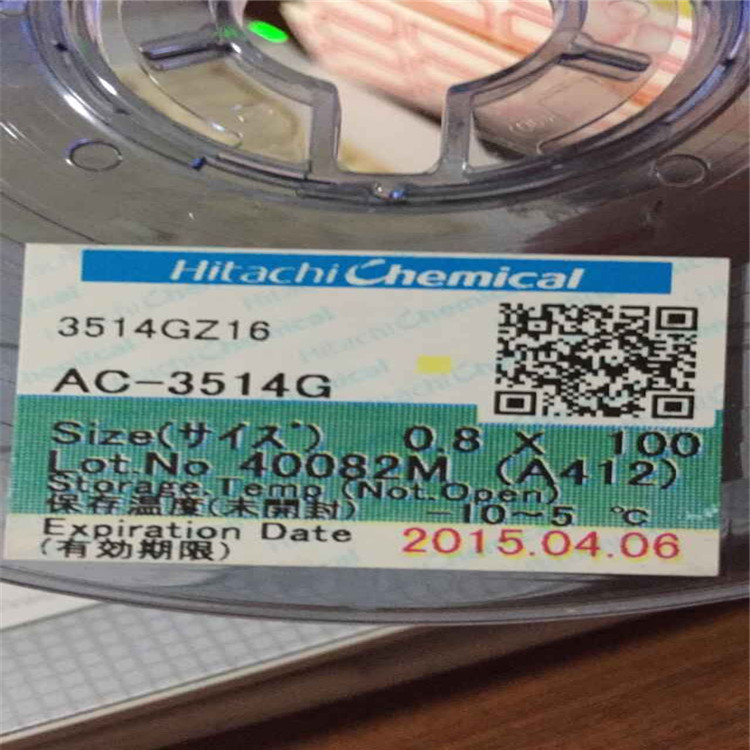 Hitachi Chemical
3514GZ16
AC-3514G
Size(サイズ) 0.8 X 100
Lot.No 40082M (A412)
Storage.Temp.(Not.Open)
保存温度(未開封) -10~5 ℃
Expiration Date
(有効期限) 2015.04.06